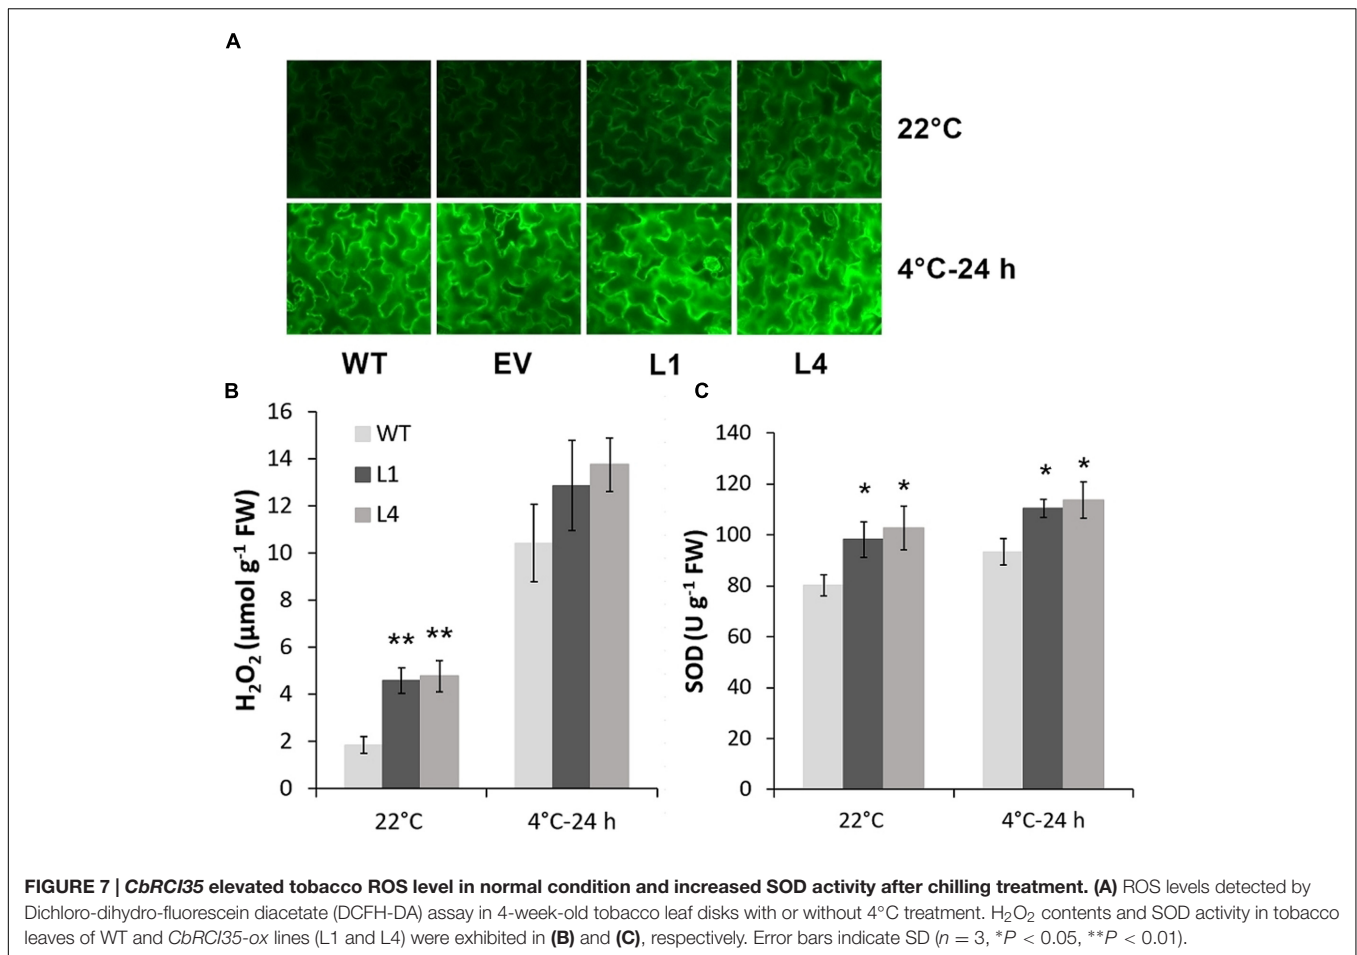 A
22°C
4°C-24 h
WT EV L1 L4
B
H₂O₂ (µmol g⁻¹ FW)
16
14
12
10
8
6
4
2
0
WT
L1
L4
** **
22°C 4°C-24 h
C
SOD (U g⁻¹ FW)
140
120
100
80
60
40
20
0
* *
* *
22°C 4°C-24 h
FIGURE 7 | CbRCI35 elevated tobacco ROS level in normal condition and increased SOD activity after chilling treatment. (A) ROS levels detected by
Dichloro-dihydro-fluorescein diacetate (DCFH-DA) assay in 4-week-old tobacco leaf disks with or without 4°C treatment. H₂O₂ contents and SOD activity in tobacco
leaves of WT and CbRCI35-ox lines (L1 and L4) were exhibited in (B) and (C), respectively. Error bars indicate SD (n = 3, *P < 0.05, **P < 0.01).